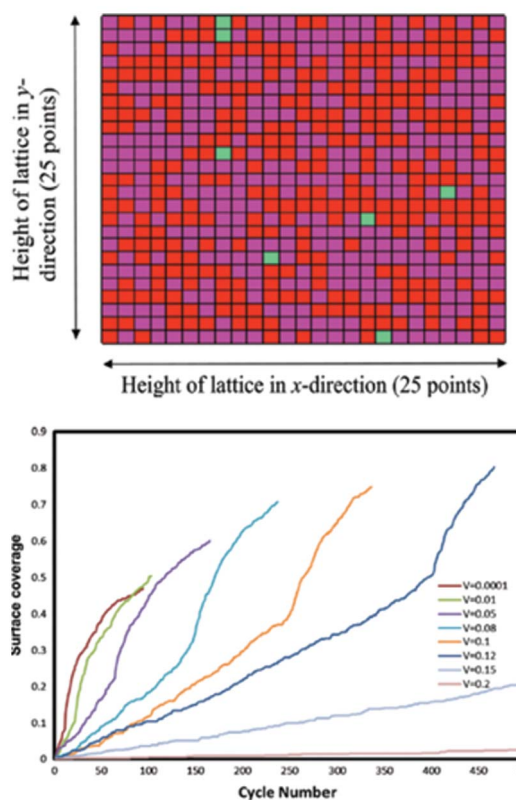 Height of lattice in y-
direction (25 points)
Height of lattice in x-direction (25 points)
Surface coverage
0.9
0.8
0.7
0.6
0.5
0.4
0.3
0.2
0.1
0
V=0.0001
V=0.01
V=0.05
V=0.08
V=0.1
V=0.12
V=0.15
V=0.2
0 50 100 150 200 250 300 350 400 450
Cycle Number